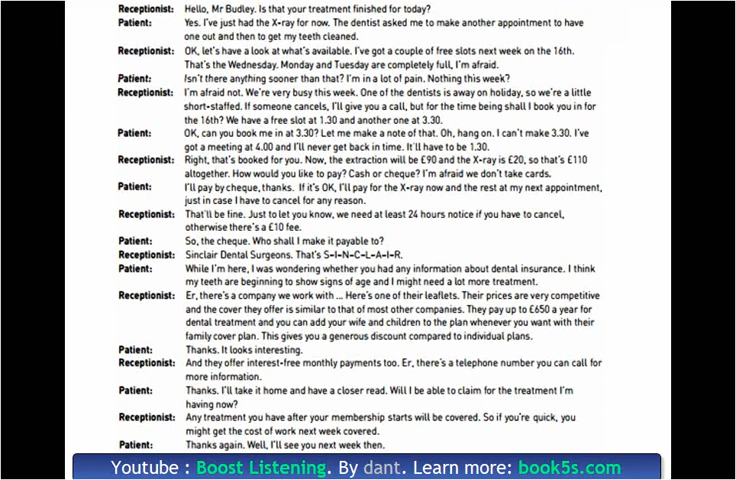 Receptionist: Hello, Mr Budley. Is that your treatment finished for today?
Patient: Yes. I've just had the X-ray for now. The dentist asked me to make another appointment to have
one out and then to get my teeth cleaned.
Receptionist: OK, let's have a look at what's available. I've got a couple of free slots next week on the 16th.
That's the Wednesday. Monday and Tuesday are completely full, I'm afraid.
Patient: Isn't there anything sooner than that? I'm in a lot of pain. Nothing this week?
Receptionist: I'm afraid not. We're very busy this week. One of the dentists is away on holiday, so we're a little
short-staffed. If someone cancels, I'll give you a call, but for the time being shall I book you in for
the 16th? We have a free slot at 1.30 and another one at 3.30.
Patient: OK, can you book me in at 3.30? Let me make a note of that. Oh, hang on. I can't make 3.30. I've
got a meeting at 4.00 and I'll never get back in time. It'll have to be 1.30.
Receptionist: Right, that's booked for you. Now, the extraction will be £90 and the X-ray is £20, so that's £110
altogether. How would you like to pay? Cash or cheque? I'm afraid we don't take cards.
Patient: I'll pay by cheque, thanks. If it's OK, I'll pay for the X-ray now and the rest at my next appointment,
just in case I have to cancel for any reason.
Receptionist: That'll be fine. Just to let you know, we need at least 24 hours notice if you have to cancel,
otherwise there's a £10 fee.
Patient: So, the cheque. Who shall I make it payable to?
Receptionist: Sinclair Dental Surgeons. That's S-I-N-C-L-A-I-R.
Patient: While I'm here, I was wondering whether you had any information about dental insurance. I think
my teeth are beginning to show signs of age and I might need a lot more treatment.
Receptionist: Er, there's a company we work with ... Here's one of their leaflets. Their prices are very competitive
and the cover they offer is similar to that of most other companies. They pay up to £650 a year for
dental treatment and you can add your wife and children to the plan whenever you want with their
family cover plan. This gives you a generous discount compared to individual plans.
Patient: Thanks. It looks interesting.
Receptionist: And they offer interest-free monthly payments too. Er, there's a telephone number you can call for
more information.
Patient: Thanks. I'll take it home and have a closer read. Will I be able to claim for the treatment I'm
having now?
Receptionist: Any treatment you have after your membership starts will be covered. So if you're quick, you
might get the cost of work next week covered.
Patient: Thanks again. Well, I'll see you next week then.
Youtube : Boost Listening. By dant. Learn more: book5s.com